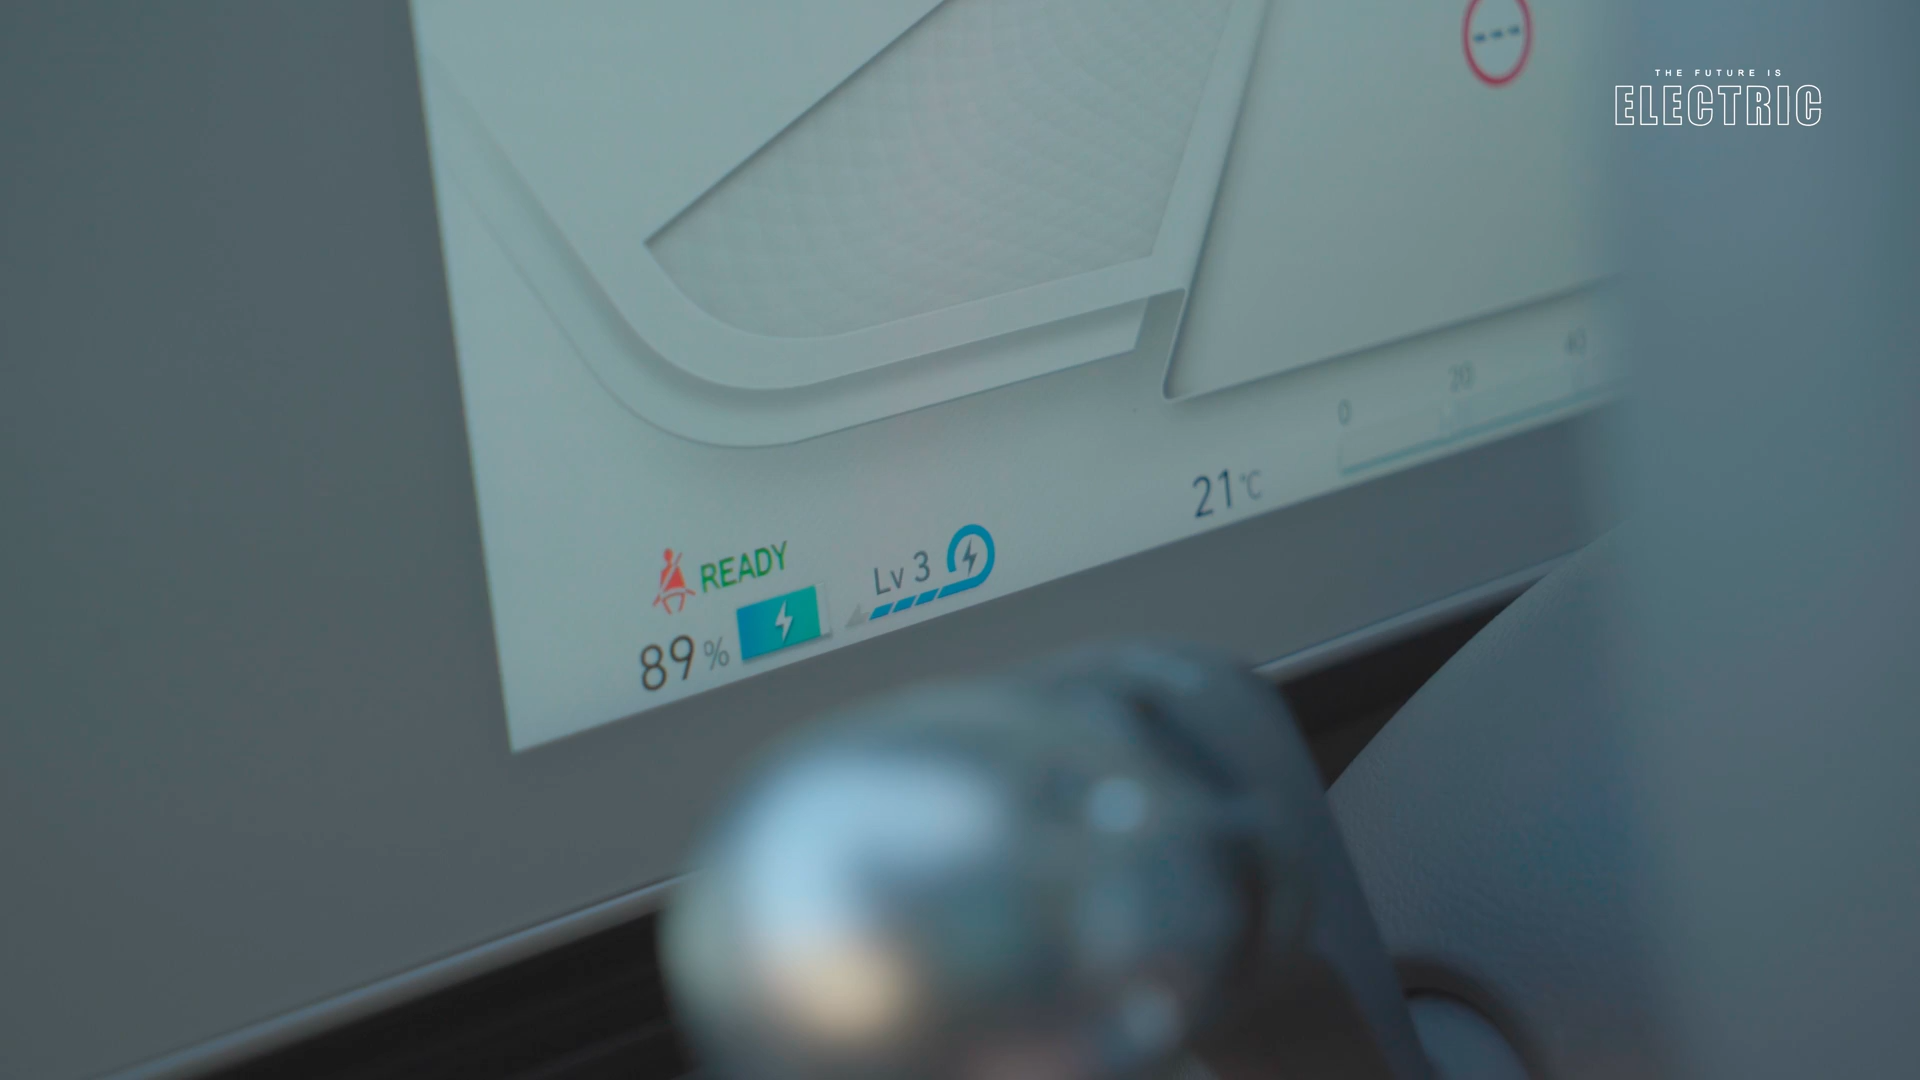 THE FUTURE IS
ELECTRIC
---
0 20 40
21°C
READY
Lv 3
89%